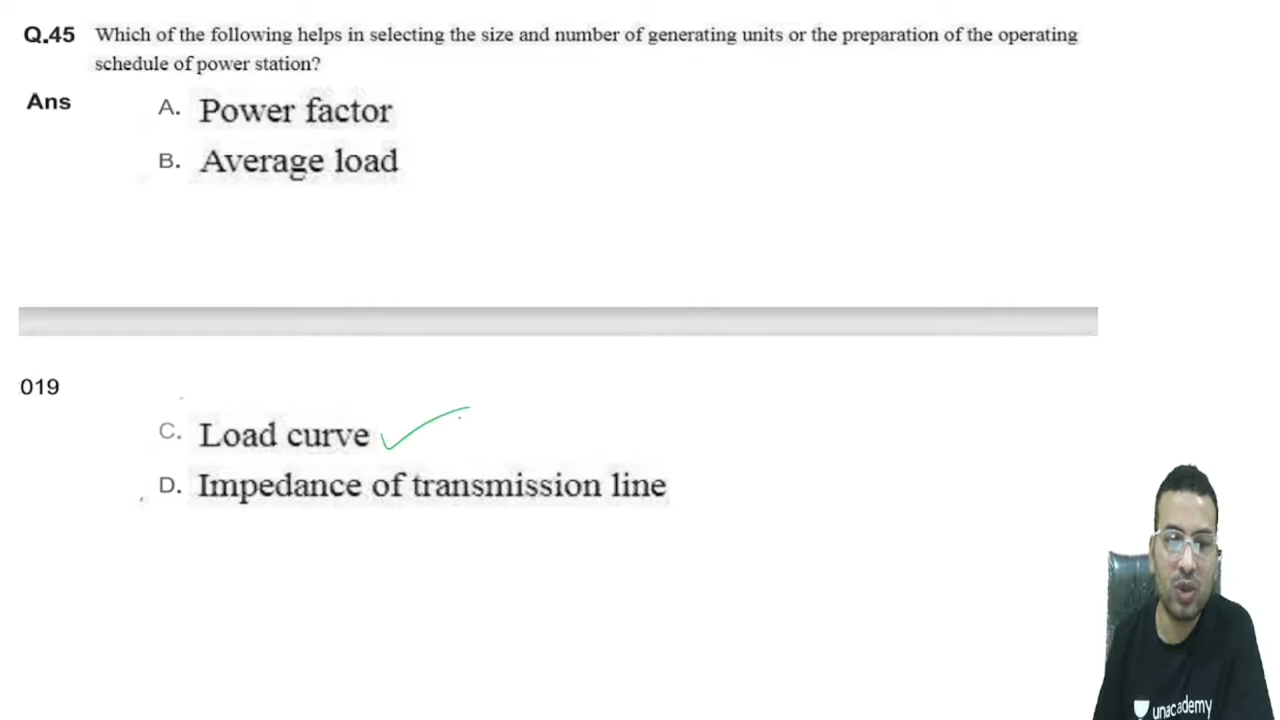 Q.45 Which of the following helps in selecting the size and number of generating units or the preparation of the operating
schedule of power station?
Ans
A. Power factor
B. Average load
019
C. Load curve
D. Impedance of transmission line
unacademy